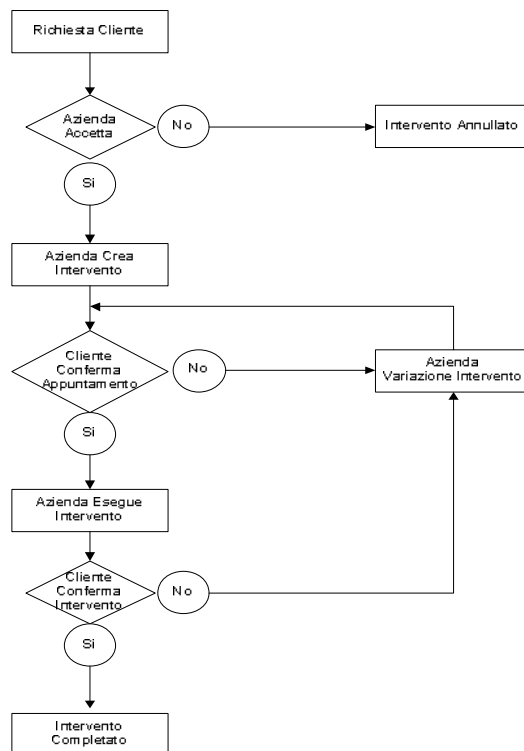 Richiesta Cliente
Azienda
Accetta
No
Intervento Annullato
Si
Azienda Crea
Intervento
Cliente
Conferma
Appuntamento
No
Azienda
Variazione Intervento
Si
Azienda Esegue
Intervento
Cliente
Conferma
Intervento
No
Si
Intervento
Completato